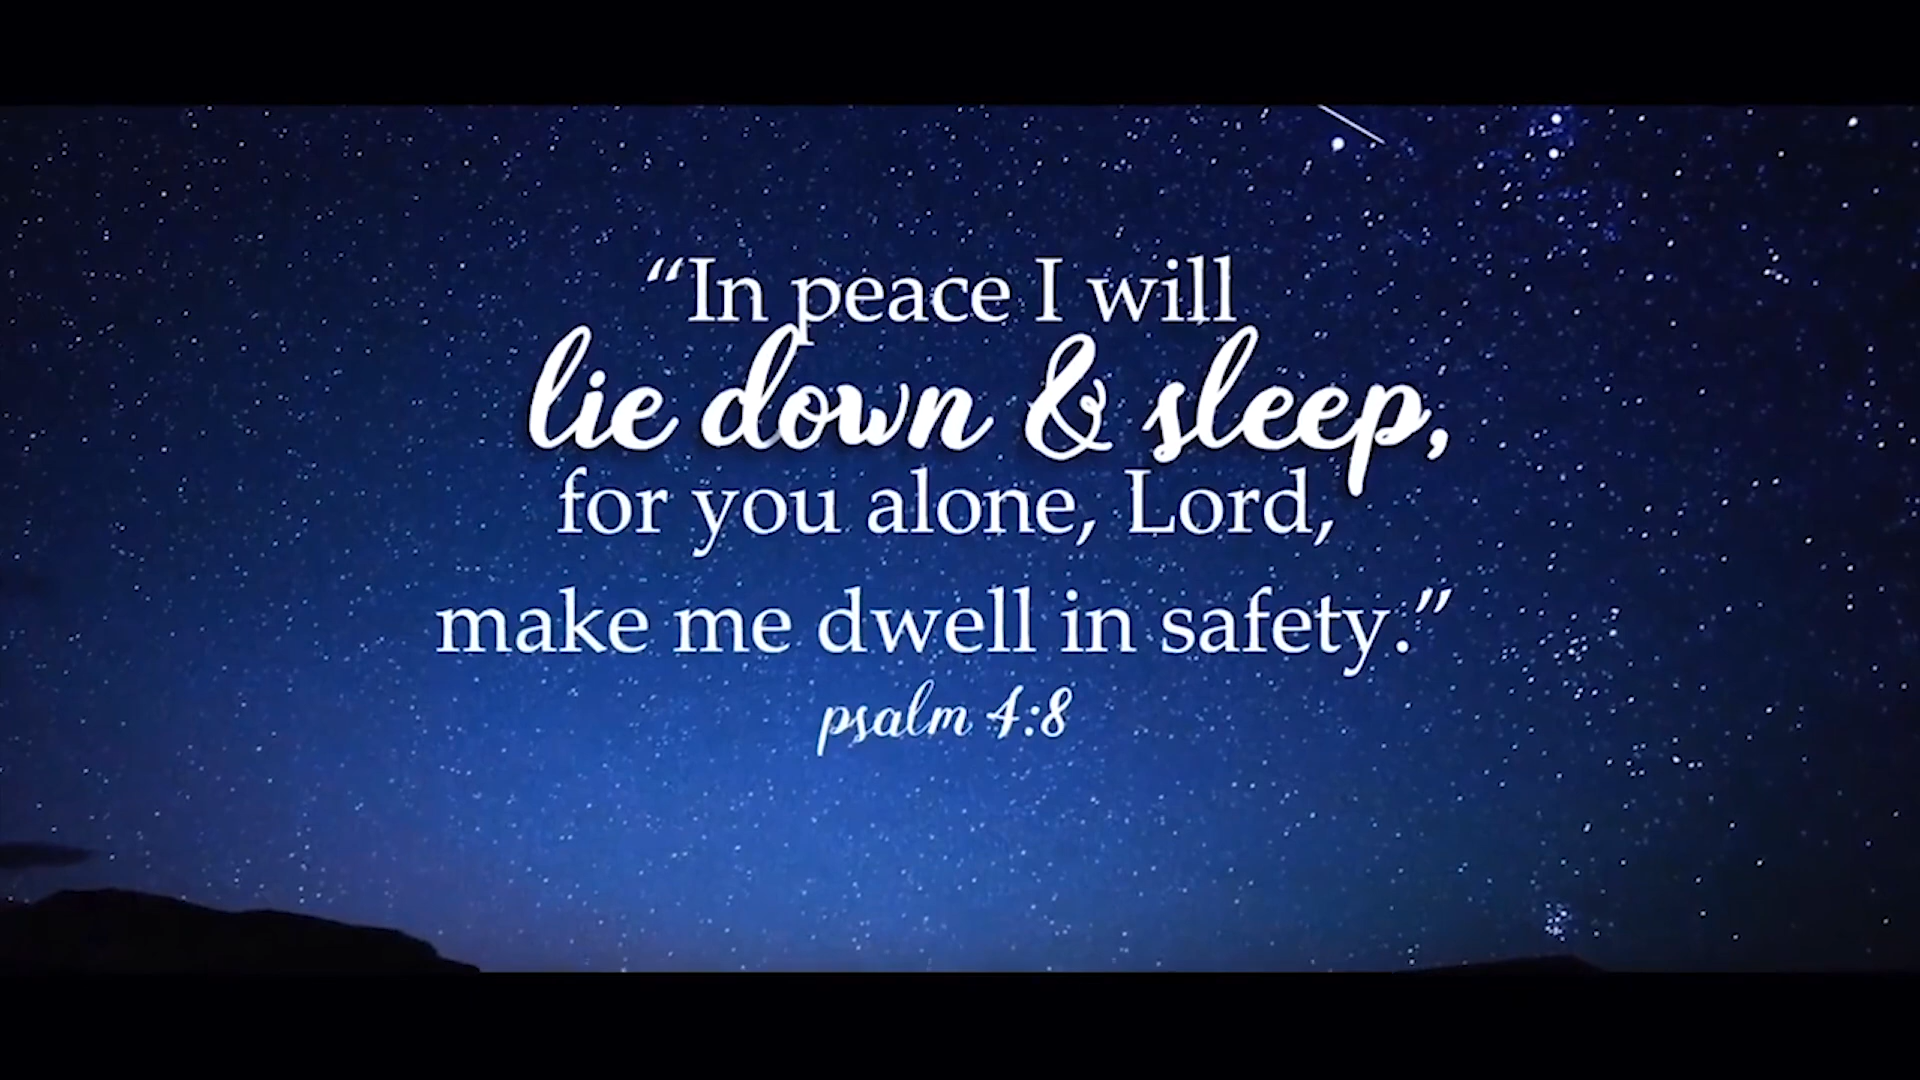 “In peace I will
lie down & sleep,
for you alone, Lord,
make me dwell in safety.”
psalm 4:8